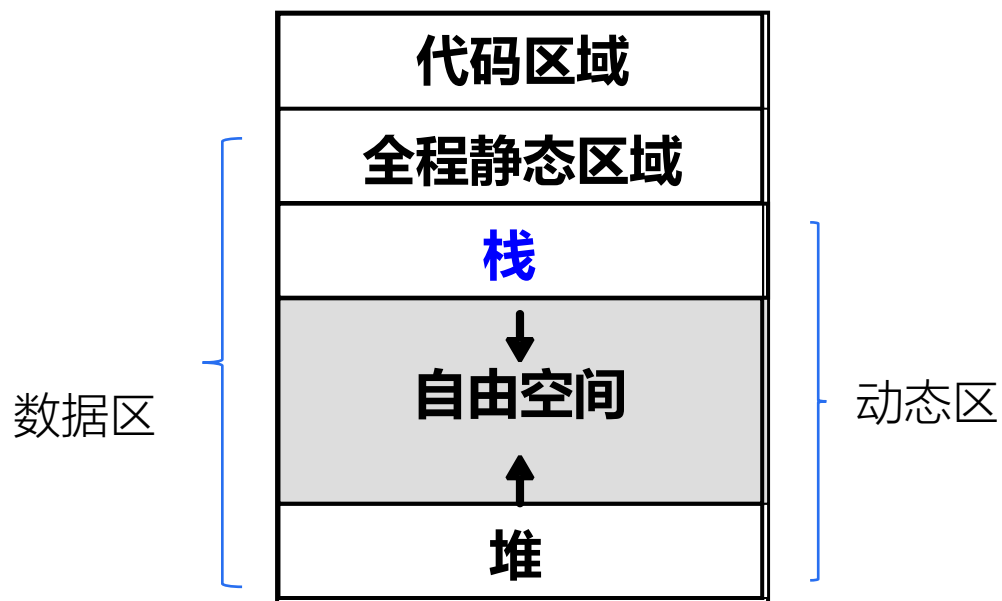 代码区域
全程静态区域
栈
自由空间
数据区
动态区
堆